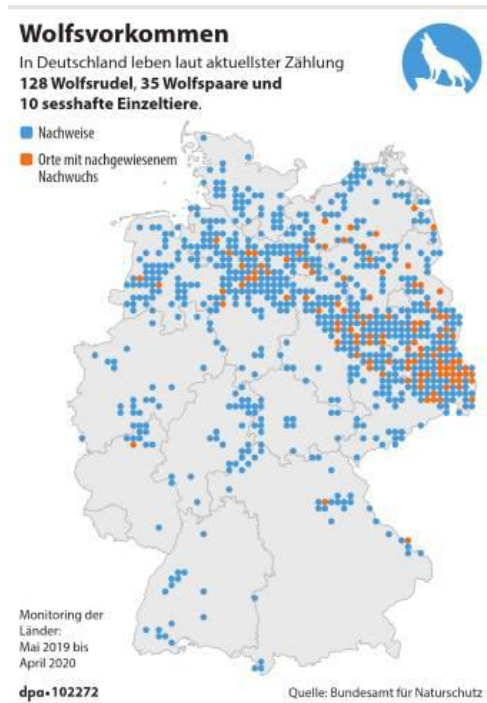 Wolfsvorkommen
In Deutschland leben laut aktuellster Zählung
128 Wolfsrudel, 35 Wolfspaare und
10 sesshafte Einzeltiere.
Nachweise
Orte mit nachgewiesenem
Nachwuchs
Monitoring der
Länder:
Mai 2019 bis
April 2020
dpa•102272
Quelle: Bundesamt für Naturschutz